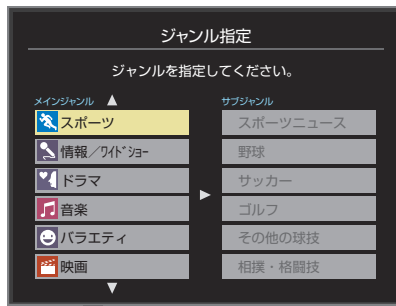 ジャンル指定
ジャンルを指定してください。
メインジャンル
スポーツ
情報／ﾜｲﾄﾞｼｮｰ
ドラマ
音楽
バラエティ
映画
サブジャンル
スポーツニュース
野球
サッカー
ゴルフ
その他の球技
相撲・格闘技